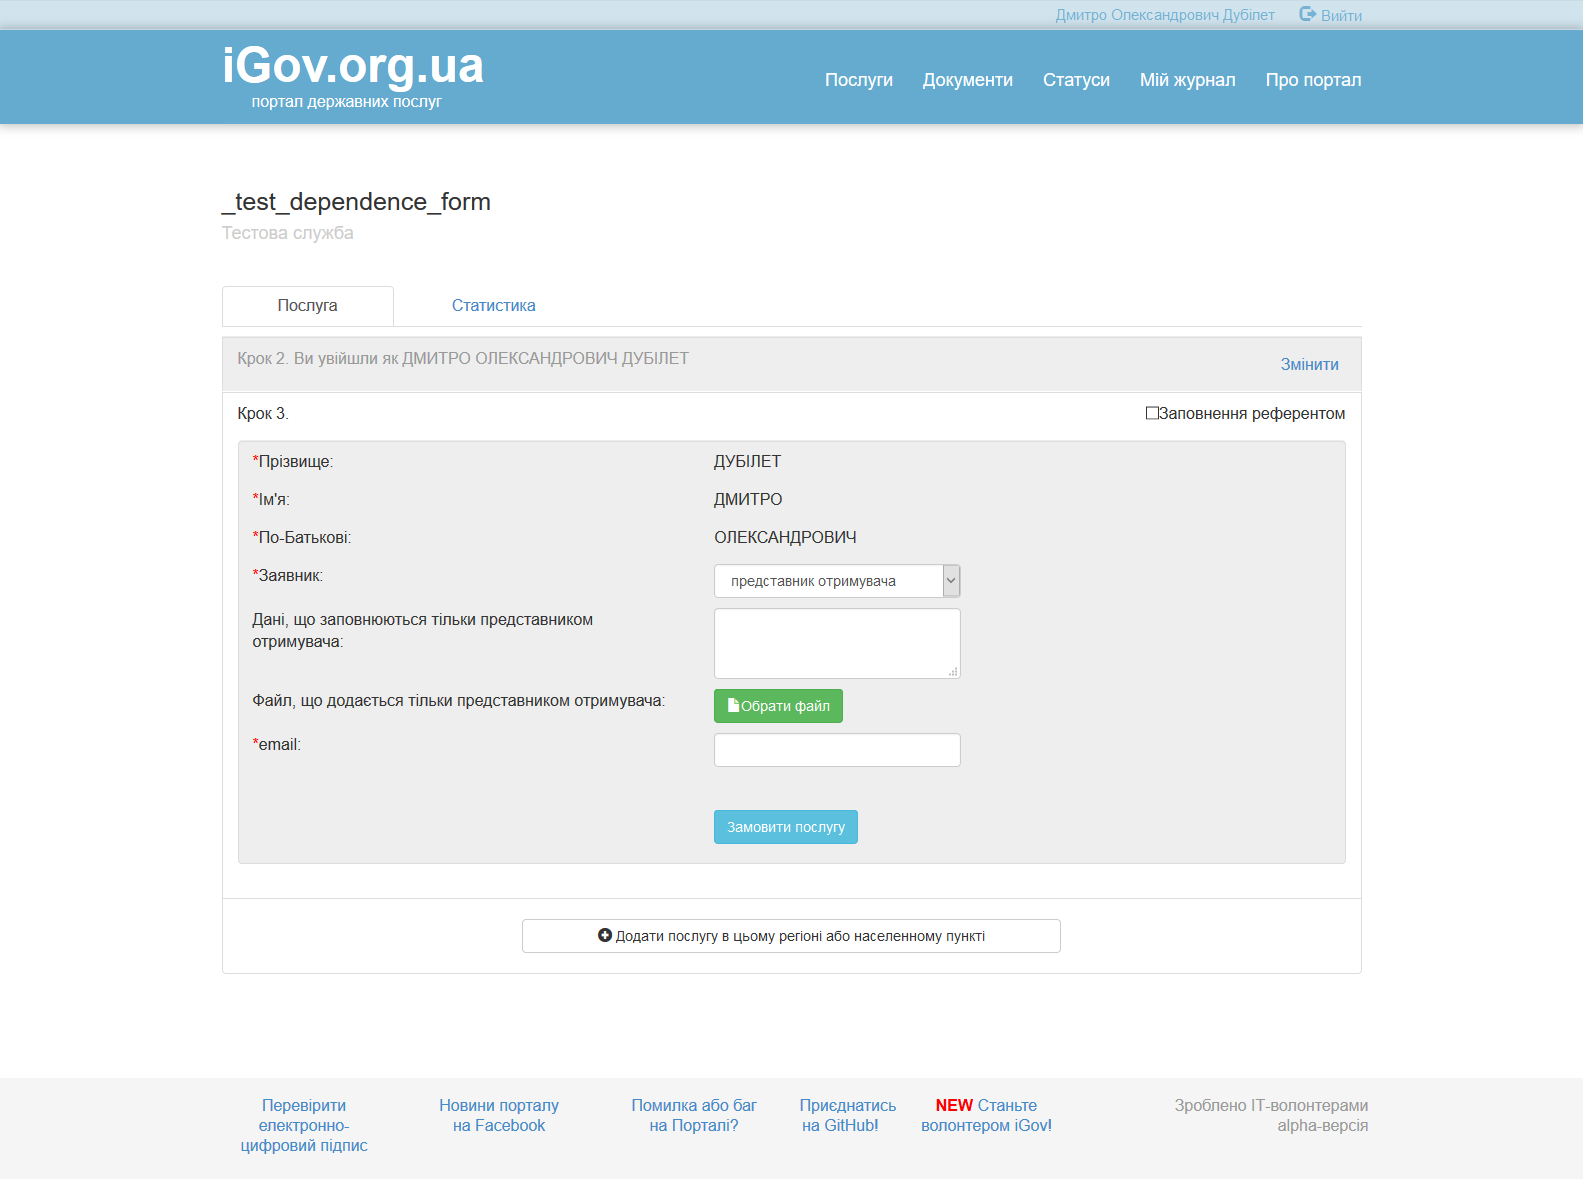 Дмитро Олександрович Дубілет Вийти
iGov.org.ua
портал державних послуг
Послуги Документи Статуси Мій журнал Про портал
_test_dependence_form
Тестова служба
Послуга Статистика
Крок 2. Ви увійшли як ДМИТРО ОЛЕКСАНДРОВИЧ ДУБІЛЕТ
Змінити
Крок 3. Заповнення референтом
*Прізвище: ДУБІЛЕТ
*Ім'я: ДМИТРО
*По-Батькові: ОЛЕКСАНДРОВИЧ
*Заявник: представник отримувача
Дані, що заповнюються тільки представником
отримувача:
Файл, що додається тільки представником отримувача: Обрати файл
*email:
Замовити послугу
Додати послугу в цьому регіоні або населенному пункті
Перевірити
електронно-
цифровий підпис
Новини порталу
на Facebook
Помилка або баг
на Порталі?
Приєднатись
на GitHub!
NEW Станьте
волонтером iGov!
Зроблено IT-волонтерами
alpha-версія